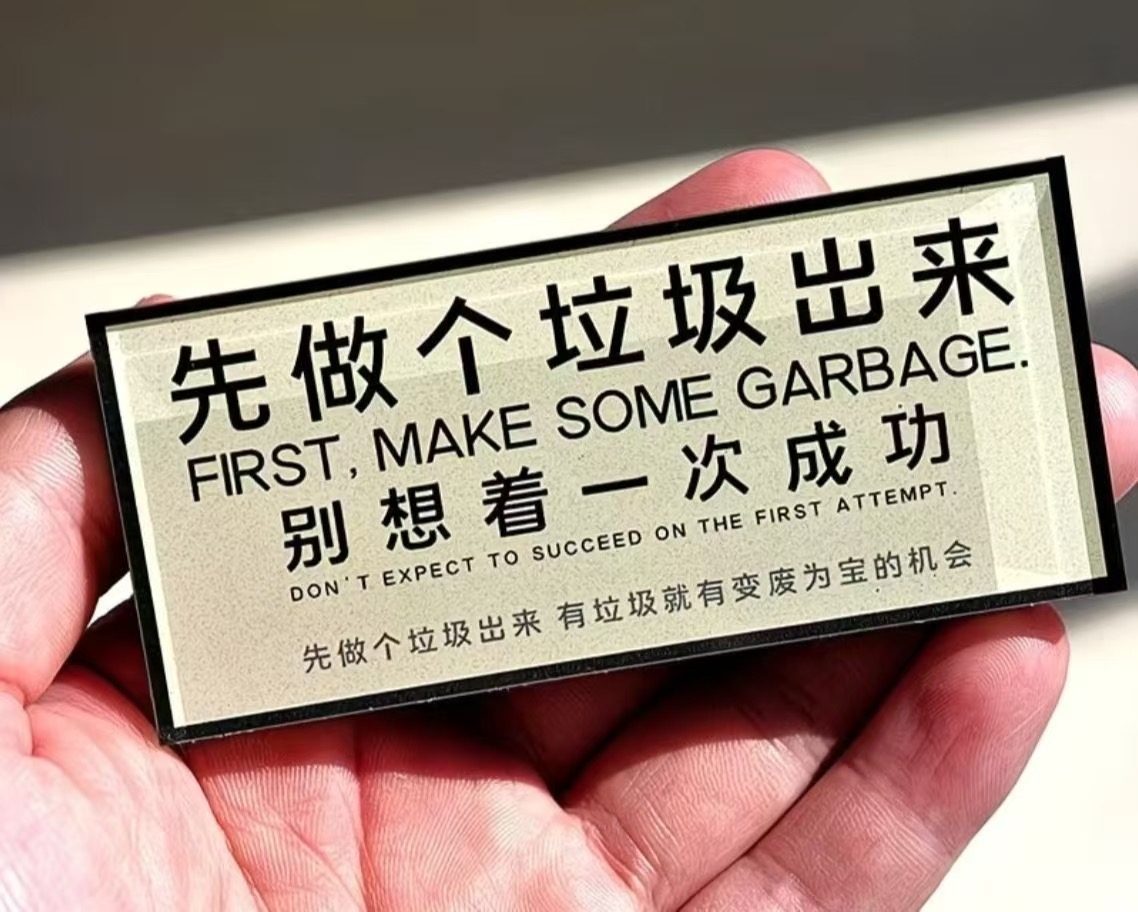 先做个垃圾出来
FIRST, MAKE SOME GARBAGE.
别想着一次成功
DON'T EXPECT TO SUCCEED ON THE FIRST ATTEMPT.
先做个垃圾出来 有垃圾就有变废为宝的机会